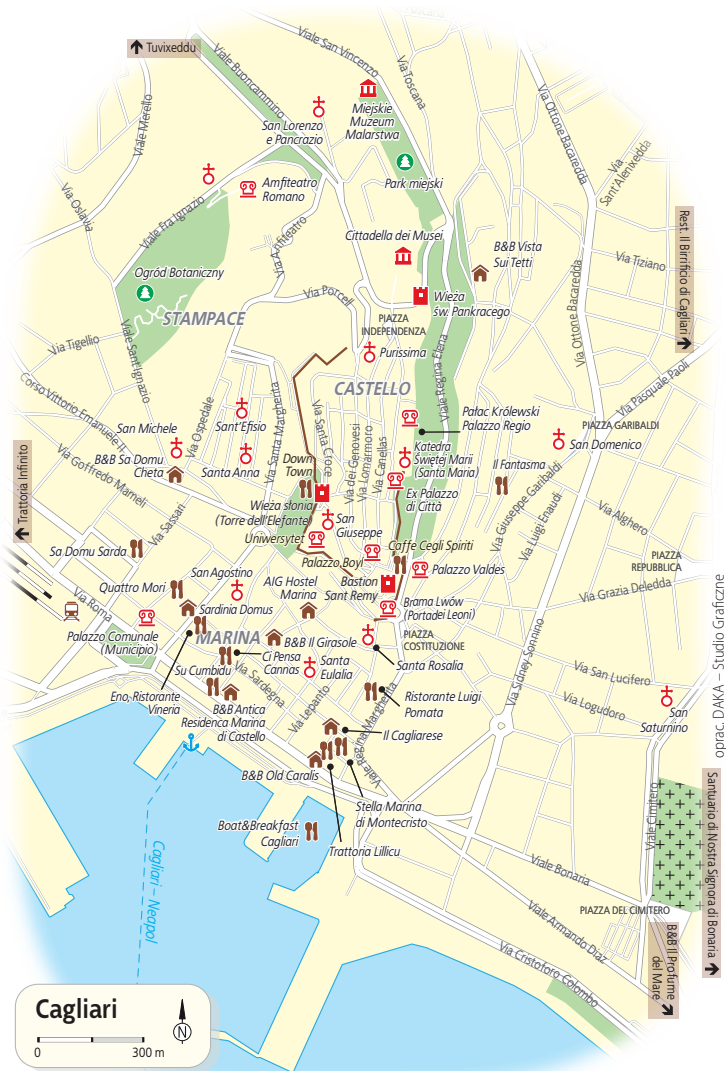 Tuvixeddu
Viale San Vincenzo
Toscana
Viale Buoncammino
Via Toscana
Viale Merello
Miejskie
Muzeum
Malarstwa
San Lorenzo
e Pancrazio
Via Ottone Bacaredda
Via
Sant'Alenixedda
Park miejski
Via Oslavia
Amfiteatro
Romano
Viale Fra Ignazio
Rest. Il Birrificio di Cagliari
Via Anfiteatro
Cittadella dei Musei
B&B Vista
Sui Tetti
Via Tiziano
Ogród Botaniczny
Via Porcell
Wieża
św. Pankracego
Via Ottone Bacaredda
STAMPACE
PIAZZA
INDEPENDENZA
Via Tigellio
Viale Sant'Ignazio
Purissima
Viale Regina Elena
Via Pasquale Paoli
CASTELLO
Corso Vittorio Emanuele II
Via Ospedale
Via Santa Margherita
Sant'Efisio
Via Santa Croce
Pałac Królewski
Palazzo Regio
PIAZZA GARIBALDI
San Michele
Via dei Genovesi
Via Lomarmoro
Via Canellas
Katedra
Świętej Marii
(Santa Maria)
San Domenico
Trattoria Infinito
Via Goffredo Mameli
B&B Sa Domu
Cheta
Santa Anna
Down
Town
Il Fantasma
Via Giuseppe Garibaldi
Ex Palazzo
di Città
Via Luigi Enaudi
Via Sassari
Wieża słonia
(Torre dell'Elefante)
San
Giuseppe
Via Alghero
Sa Domu Sarda
Uniwersytet
Caffe Cegli Spiriti
Palazzo Boyl
PIAZZA
REPUBBLICA
San Agostino
AIG Hostel
Marina
Bastion
Sant Remy
Palazzo Valdes
Via Grazia Deledda
Quattro Mori
Via Roma
Sardinia Domus
Brama Lwów
(Portadei Leoni)
Palazzo Comunale
(Municipio)
MARINA
B&B Il Girasole
PIAZZA
COSTITUZIONE
Via Sidney Sonnino
Ci Pensa
Cannas
Santa
Eulalia
Santa Rosalia
Via San Lucifero
Su Cumbidu
Via Sardegna
Eno. Ristorante
Vineria
Via Lepanto
Ristorante Luigi
Pomata
Via Logudoro
San
Saturnino
B&B Antica
Residenca Marina
di Castello
Viale Regina Margherita
Il Cagliarese
B&B Old Caralis
Stella Marina
di Montecristo
Viale Cimitero
Santuario di Nostra Signora di Bonaria
Boat&Breakfast
Cagliari
Trattoria Lillicu
Cagliari – Neapol
Viale Bonaria
PIAZZA DEL CIMITERO
Viale Armando Diaz
B&B Il Profume
del Mare
Via Cristoforo Colombo
oprac. DAKA – Studio Graficzne
Cagliari
N
0 300 m